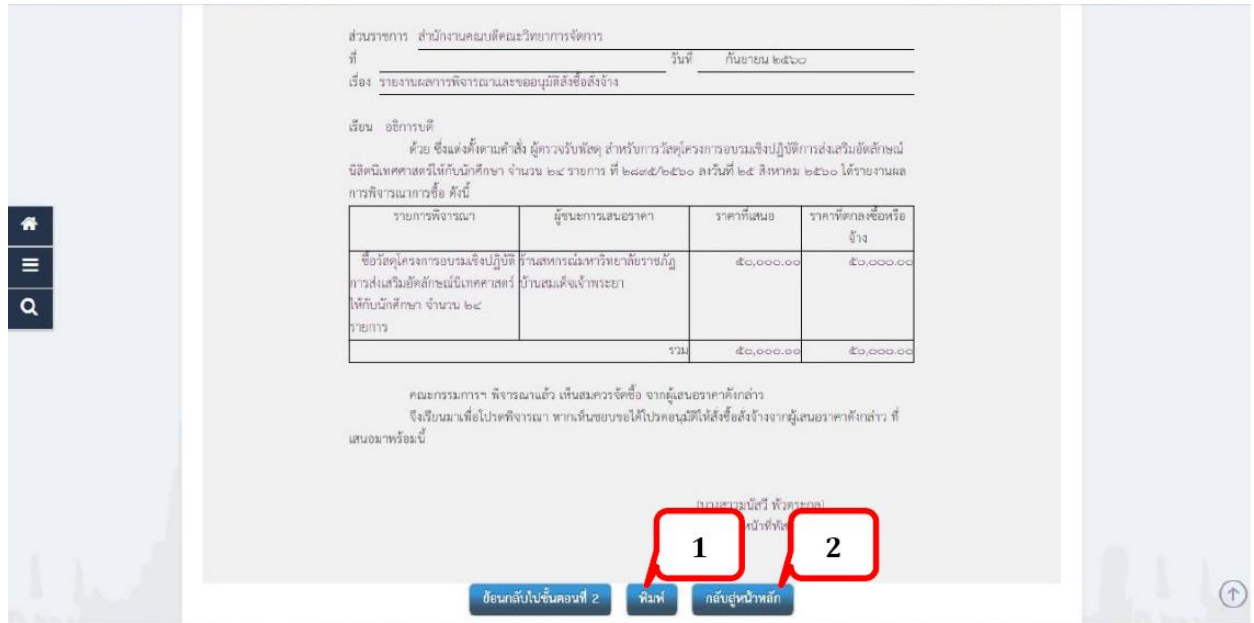 ส่วนราชการ สำนักงานคณบดีคณะวิทยาการจัดการ
ที่ วันที่ กันยายน ๒๕๖๐
เรื่อง รายงานผลการพิจารณาและขออนุมัติสั่งซื้อสั่งจ้าง
เรียน อธิการบดี
ด้วย ซึ่งแต่งตั้งตามคำสั่ง ผู้ตรวจรับพัสดุ สำหรับการวัสดุโครงการอบรมเชิงปฏิบัติการส่งเสริมอัตลักษณ์
นิสิตนิเทศศาสตร์ให้กับนักศึกษา จำนวน ๒๔ รายการ ที่ ๒๘๙๕/๒๕๖๐ ลงวันที่ ๒๕ สิงหาคม ๒๕๖๐ ได้รายงานผล
การพิจารณาการซื้อ ดังนี้
รายการพิจารณา ผู้ชนะการเสนอราคา ราคาที่เสนอ ราคาที่ตกลงซื้อหรือ
จ้าง
ซื้อวัสดุโครงการอบรมเชิงปฏิบัติ ร้านสหกรณ์มหาวิทยาลัยราชภัฏ ๕๐,๐๐๐.๐๐ ๕๐,๐๐๐.๐๐
การส่งเสริมอัตลักษณ์นิเทศศาสตร์ บ้านสมเด็จเจ้าพระยา
ให้กับนักศึกษา จำนวน ๒๔
รายการ
รวม ๕๐,๐๐๐.๐๐ ๕๐,๐๐๐.๐๐
คณะกรรมการฯ พิจารณาแล้ว เห็นสมควรจัดซื้อ จากผู้เสนอราคาดังกล่าว
จึงเรียนมาเพื่อโปรดพิจารณา หากเห็นชอบขอได้โปรดอนุมัติให้สั่งซื้อสั่งจ้างจากผู้เสนอราคาดังกล่าว ที่
เสนอมาพร้อมนี้
1 2
ย้อนกลับไปขั้นตอนที่ 2 พิมพ์ กลับสู่หน้าหลัก